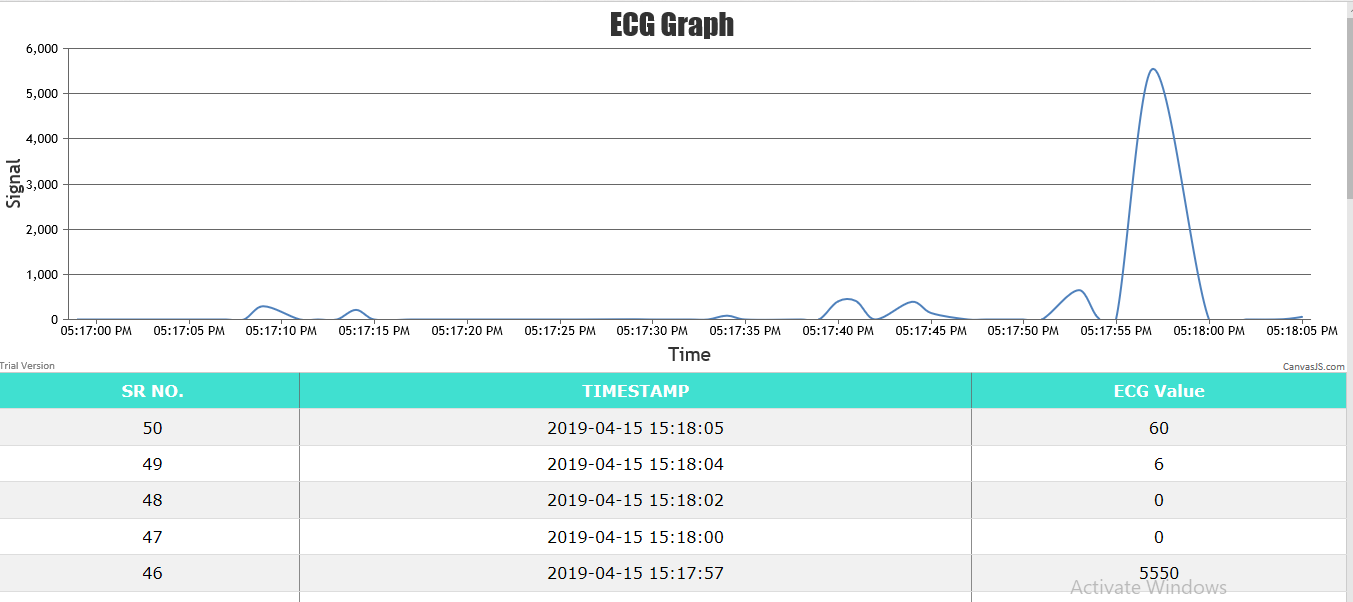 ECG Graph
6,000
5,000
4,000
3,000
2,000
1,000
0
Signal
05:17:00 PM 05:17:05 PM 05:17:10 PM 05:17:15 PM 05:17:20 PM 05:17:25 PM 05:17:30 PM 05:17:35 PM 05:17:40 PM 05:17:45 PM 05:17:50 PM 05:17:55 PM 05:18:00 PM 05:18:05 PM
Time
Trial Version CanvasJS.com
SR NO. TIMESTAMP ECG Value
50 2019-04-15 15:18:05 60
49 2019-04-15 15:18:04 6
48 2019-04-15 15:18:02 0
47 2019-04-15 15:18:00 0
46 2019-04-15 15:17:57 5550
Activate Windows